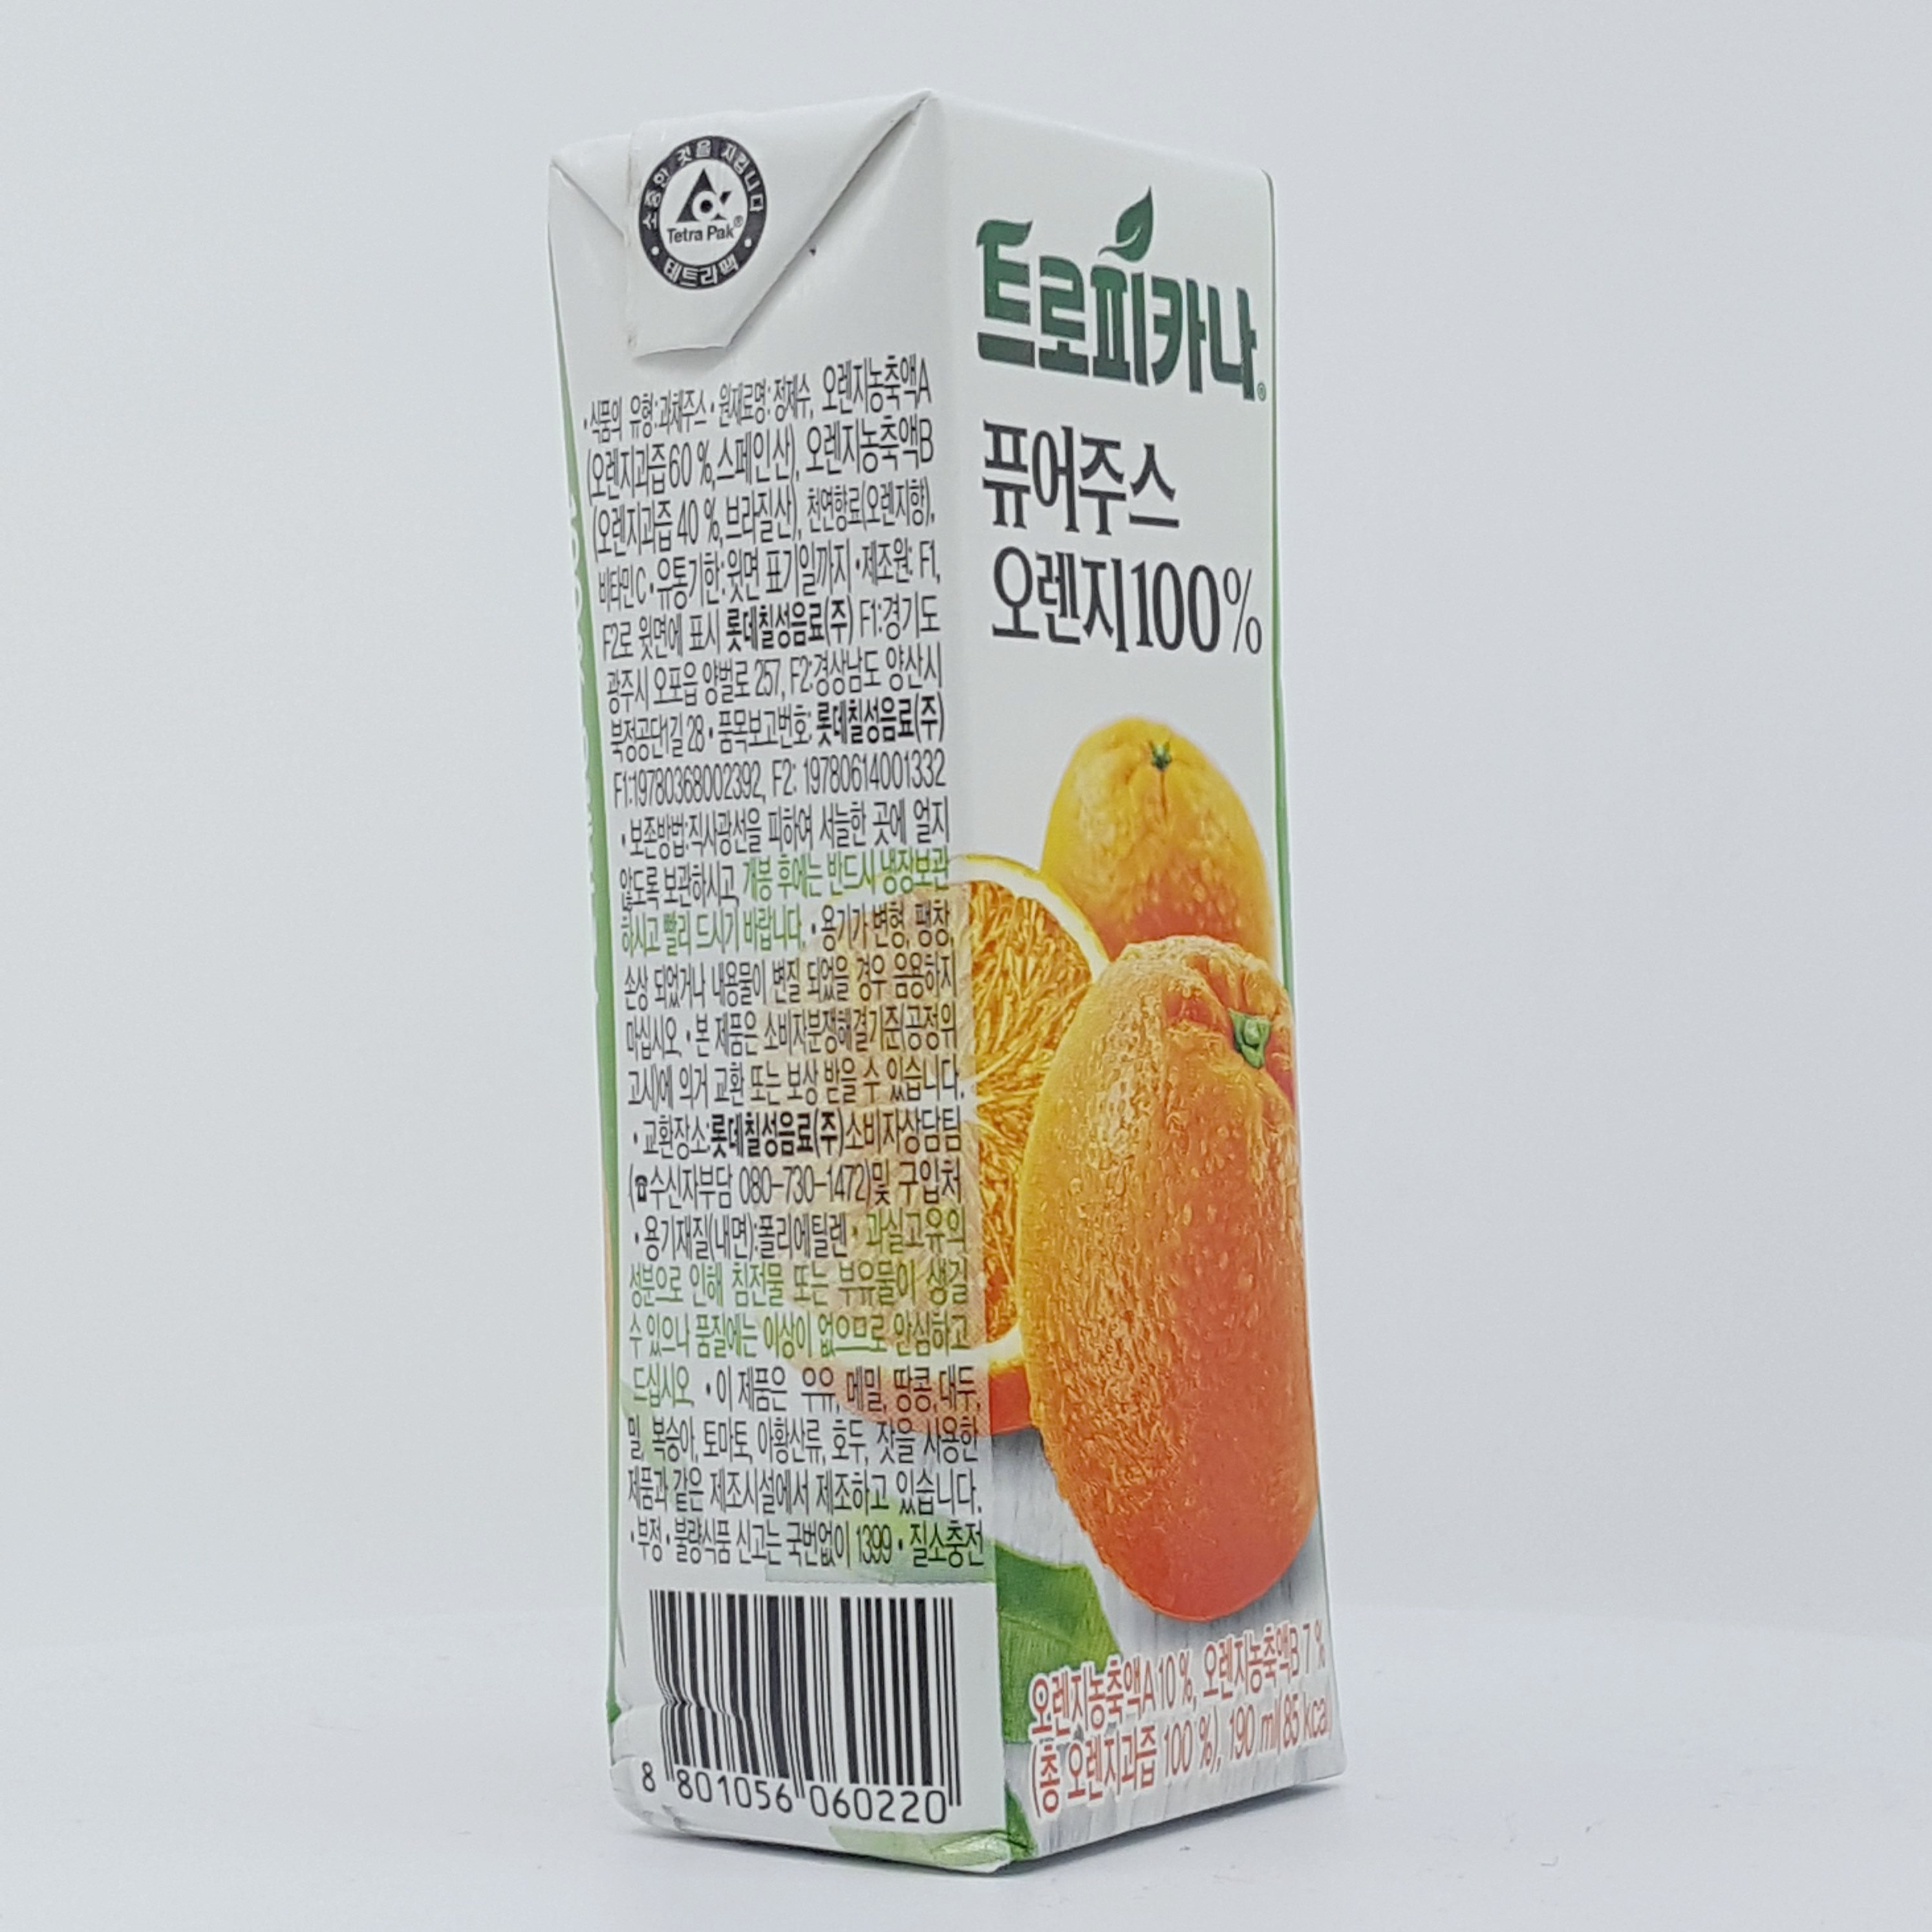 소중한 것을 지킵니다
Tetra Pak®
테트라팩
•식품의 유형:과채주스•원재료명:정제수, 오렌지농축액A
(오렌지과즙60 %,스페인산), 오렌지농축액B
(오렌지과즙 40 %,브라질산), 천연향료(오렌지향),
비타민C•유통기한:윗면 표기일까지 •제조원: F1,
F2로 윗면에 표시 롯데칠성음료(주) F1:경기도
광주시 오포읍 양벌로 257, F2:경상남도 양산시
북정공단1길 28 • 품목보고번호: 롯데칠성음료(주)
F1:19780368002392, F2: 19780614001332
•보존방법:직사광선을 피하여 서늘한 곳에 얼지
않도록 보관하시고, 개봉 후에는 반드시 냉장보관
하시고 빨리 드시기 바랍니다. •용기가 변형, 팽창,
손상 되었거나 내용물이 변질 되었을 경우 음용하지
마십시오. •본 제품은 소비자분쟁해결기준(공정위
고시)에 의거 교환 또는 보상 받을 수 있습니다.
•교환장소:롯데칠성음료(주)소비자상담팀
(☎수신자부담 080-730-1472)및 구입처
•용기재질(내면):폴리에틸렌• 과실고유의
성분으로 인해 침전물 또는 부유물이 생길
수 있으나 품질에는 이상이 없으므로 안심하고
드십시오. •이 제품은 우유, 메밀, 땅콩, 대두,
밀, 복숭아, 토마토, 아황산류, 호두, 잣을 사용한
제품과 같은 제조시설에서 제조하고 있습니다.
•부정•불량식품 신고는 국번없이 1399 • 질소충전
8 801056 060220
트로피카나®
퓨어주스
오렌지100%
오렌지농축액A 10 %, 오렌지농축액B 7 %
(총 오렌지과즙 100 %), 190 ml(85 kcal